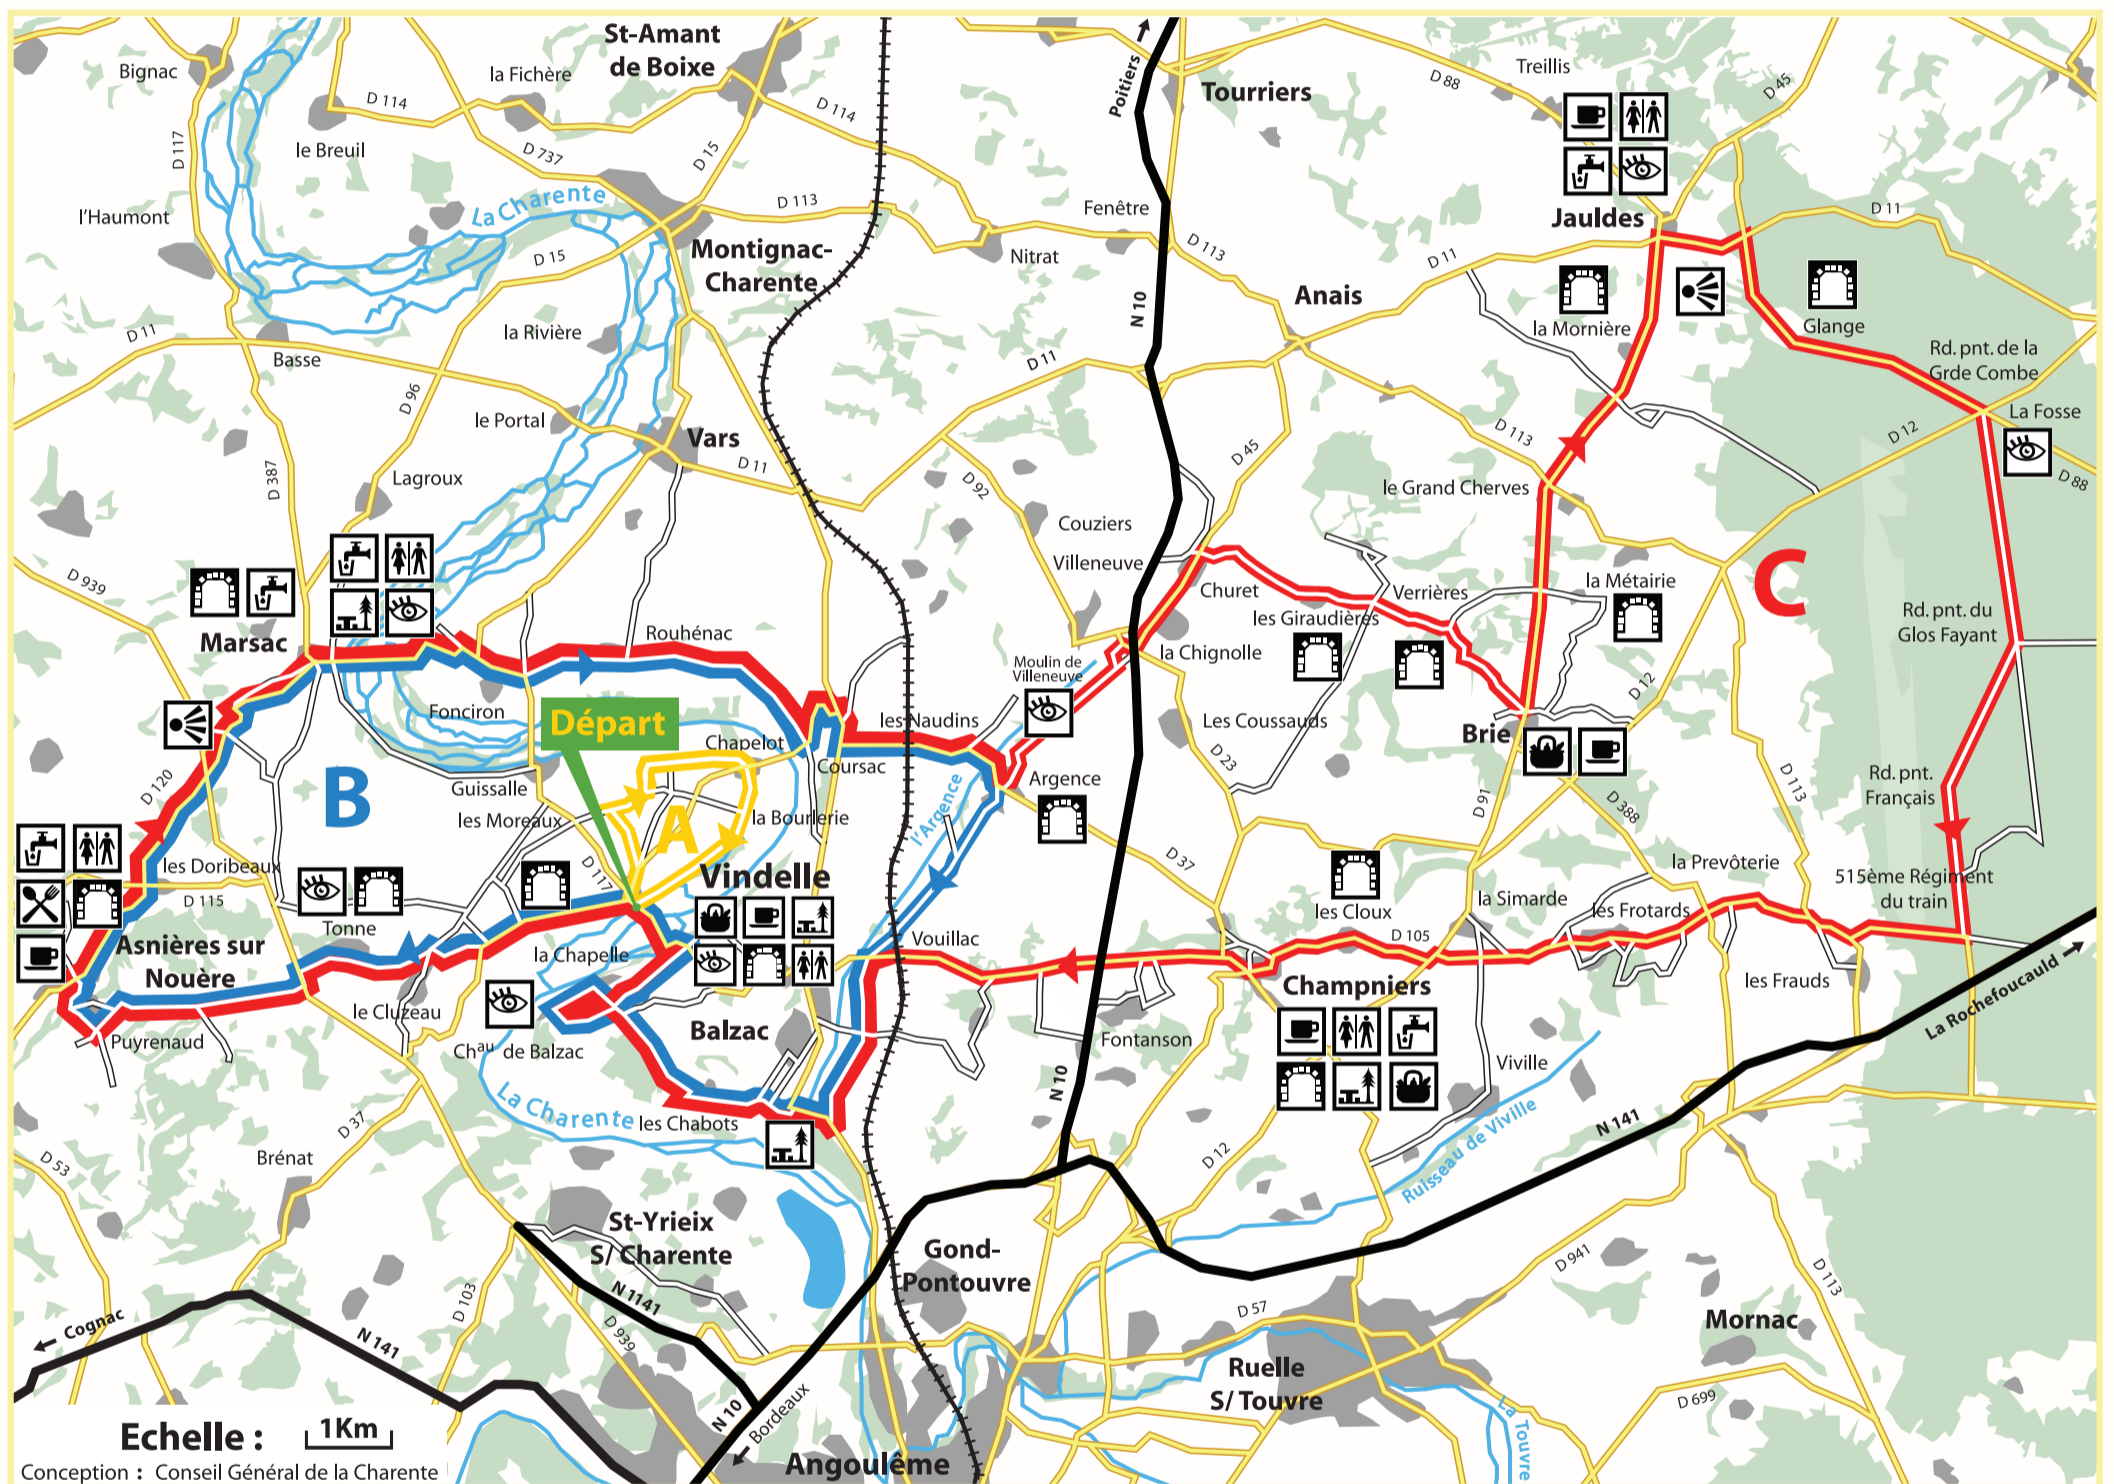 St-Amant
de Boixe
Bignac
la Fichère
D 114
D 114
D 117
le Breuil
D 737
D 15
Poitiers
Tourriers
D 88
Treillis
D 45
l'Haumont
La Charente
D 113
Montignac-
Charente
D 15
Fenêtre
Nitrat
D 113
N 10
Jauldes
D 11
D 11
Anais
la Mornière
Glange
Rd. pnt. de la
Grde Combe
La Fosse
D 88
D 12
D 11
Basse
la Rivière
D 96
le Portal
Vars
D 11
D 11
D 45
D 92
D 113
le Grand Cherves
D 387
Lagroux
Couziers
Villeneuve
Churet
les Giraudières
Verrières
la Métairie
C
Rd. pnt. du
Glos Fayant
D 939
Marsac
Rouhénac
Moulin de
Villeneuve
la Chignolle
D 12
Fonciron
Départ
Chapelot
les Naudins
Les Coussauds
Brie
Coursac
Argence
D 23
D 91
D 388
D 113
Rd. pnt.
Français
D 120
B
Guissalle
les Moreaux
A
la Bourlerie
l'Argence
D 37
les Doribeaux
D 117
Vindelle
la Prevôterie
515ème Régiment
du train
D 115
Tonne
les Cloux
la Simarde
les Frotards
Asnières sur
Nouère
la Chapelle
Vouillac
D 105
Champniers
les Frauds
La Rochefoucauld
le Cluzeau
Puyrenaud
Chau de Balzac
Balzac
Fontanson
Viville
N 10
La Charente
les Chabots
D 37
N 141
Ruisseau de Viville
D 53
Brénat
D 12
St-Yrieix
S/ Charente
Gond-
Pontouvre
D 941
D 113
Cognac
N 141
D 103
N 1141
D 939
D 57
Mornac
Ruelle
S/ Touvre
D 699
La Touvre
N 10
Bordeaux
Angoulême
Echelle : 1Km
Conception : Conseil Général de la Charente